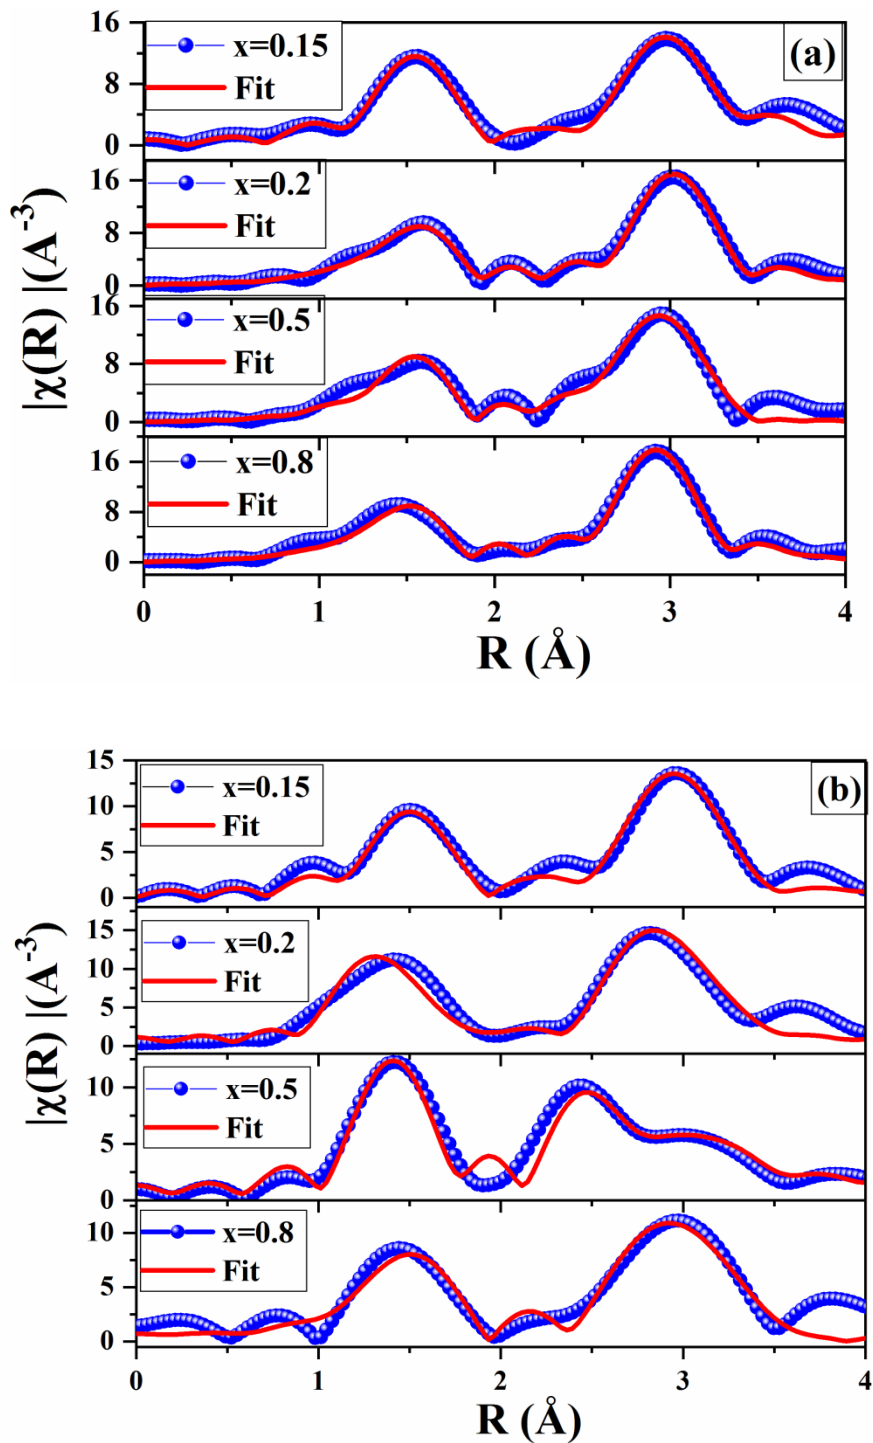 (a)
16
8
0
x=0.15
Fit
16
8
0
x=0.2
Fit
16
8
0
x=0.5
Fit
16
8
0
x=0.8
Fit
|χ(R) |(A⁻³)
0 1 2 3 4
R (Å)
(b)
15
10
5
0
x=0.15
Fit
15
10
5
0
x=0.2
Fit
10
5
0
x=0.5
Fit
10
5
0
x=0.8
Fit
|χ(R) |(A⁻³)
0 1 2 3 4
R (Å)